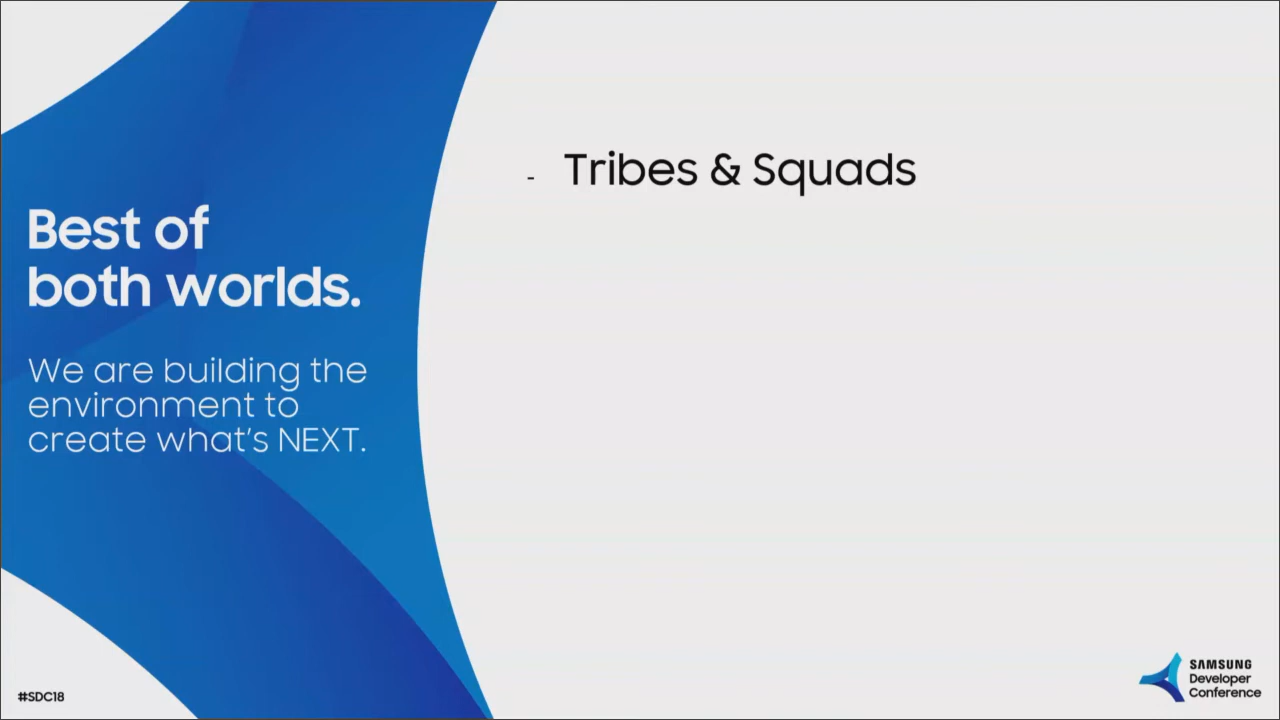 Best of
both worlds.
We are building the
environment to
create what's NEXT.
- Tribes & Squads
#SDC18
SAMSUNG
Developer
Conference